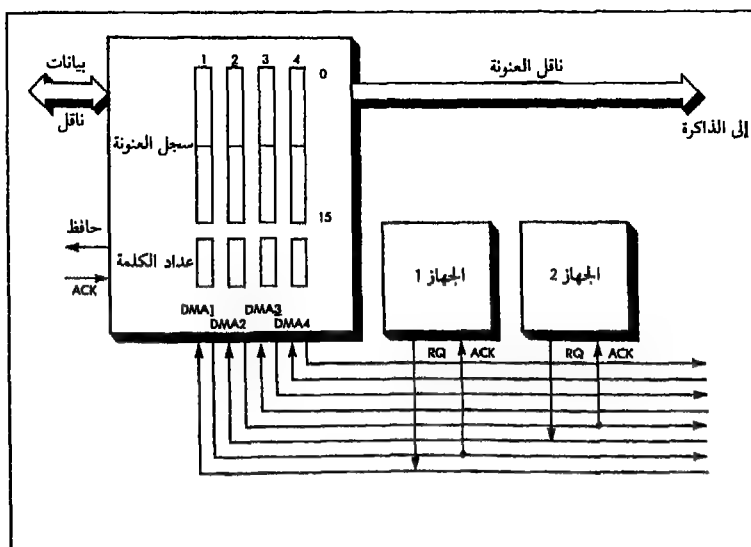 بيانات
ناقل
1 2 3 4
0
ناقل العنونة
إلى الذاكرة
سجل العنونة
15
حافظ
عداد الكلمة
ACK
الجهاز 1
الجهاز 2
DMA1
DMA2
DMA3
DMA4
RQ ACK
RQ ACK